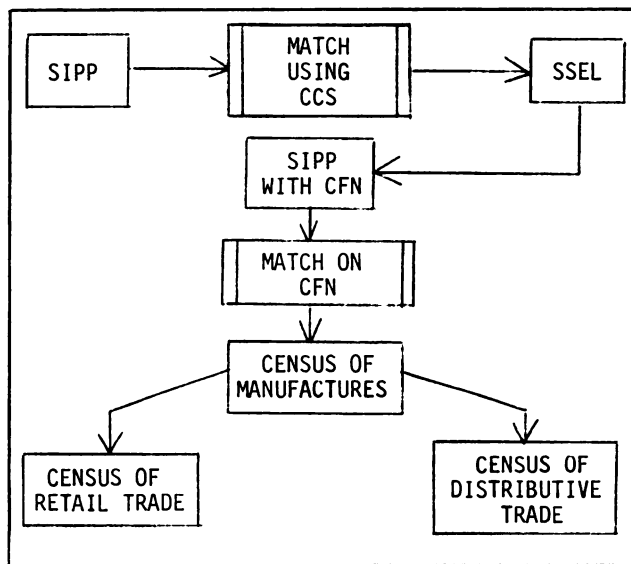 SIPP
MATCH
USING
CCS
SSEL
SIPP
WITH CFN
MATCH ON
CFN
CENSUS OF
MANUFACTURES
CENSUS OF
RETAIL TRADE
CENSUS OF
DISTRIBUTIVE
TRADE